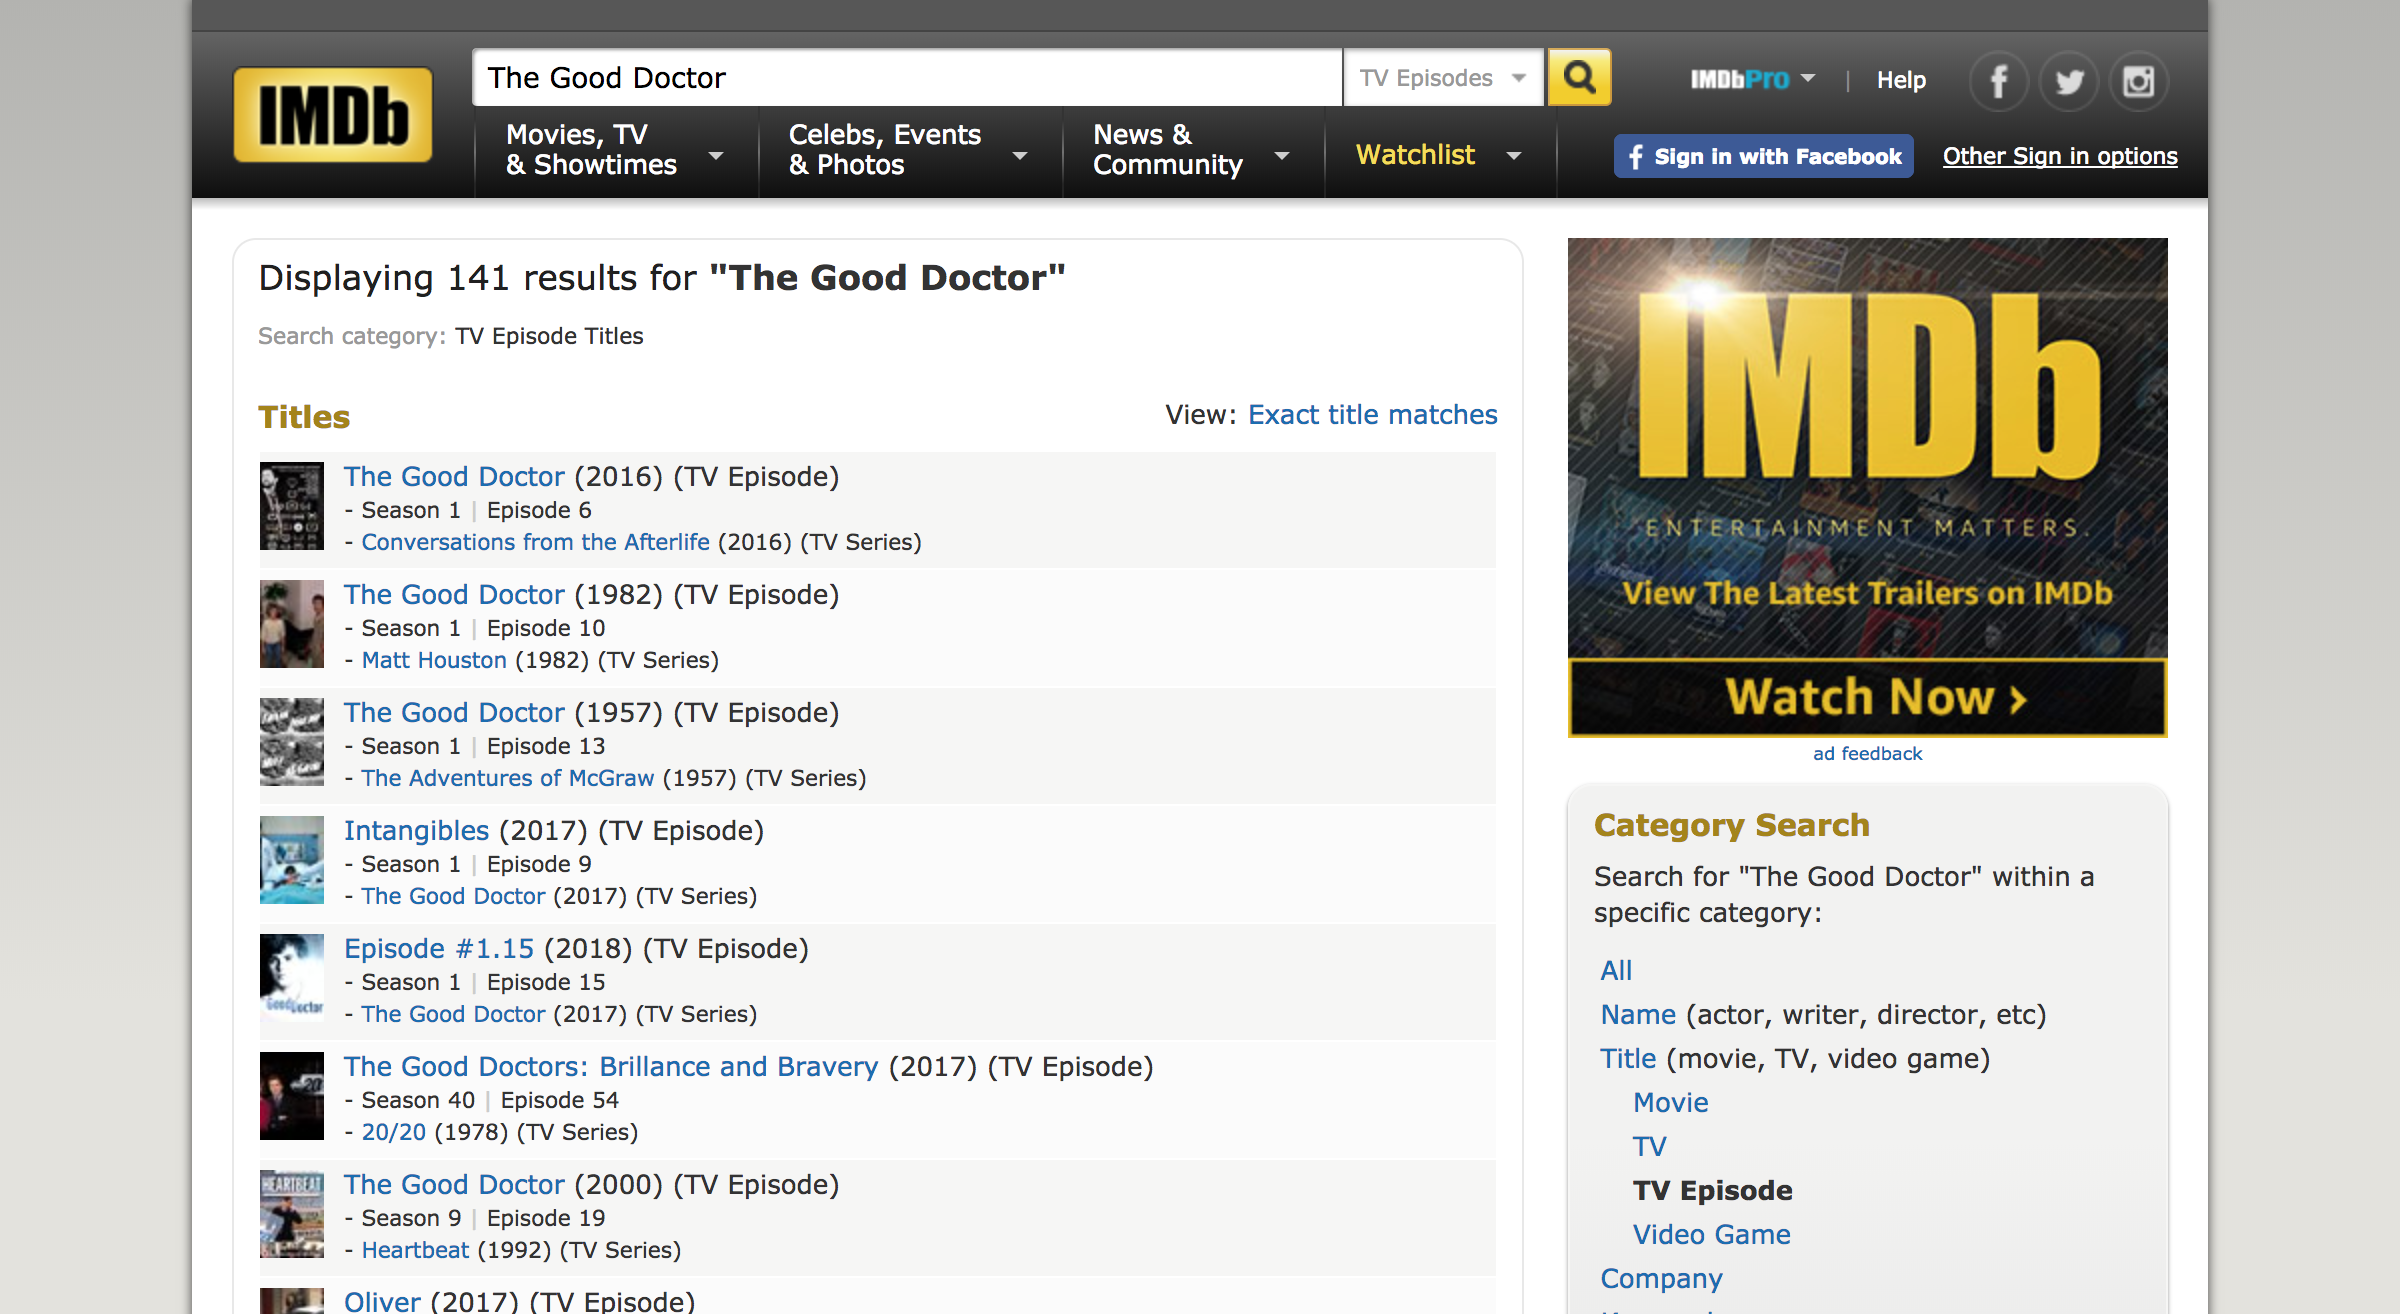 The Good Doctor
TV Episodes
IMDbPro
Help
IMDb
Movies, TV
& Showtimes
Celebs, Events
& Photos
News &
Community
Watchlist
Sign in with Facebook
Other Sign in options
Displaying 141 results for "The Good Doctor"
Search category: TV Episode Titles
Titles
View: Exact title matches
The Good Doctor (2016) (TV Episode)
- Season 1 | Episode 6
- Conversations from the Afterlife (2016) (TV Series)
The Good Doctor (1982) (TV Episode)
- Season 1 | Episode 10
- Matt Houston (1982) (TV Series)
The Good Doctor (1957) (TV Episode)
- Season 1 | Episode 13
- The Adventures of McGraw (1957) (TV Series)
Intangibles (2017) (TV Episode)
- Season 1 | Episode 9
- The Good Doctor (2017) (TV Series)
Episode #1.15 (2018) (TV Episode)
- Season 1 | Episode 15
- The Good Doctor (2017) (TV Series)
Good Doctor
The Good Doctors: Brillance and Bravery (2017) (TV Episode)
- Season 40 | Episode 54
- 20/20 (1978) (TV Series)
20
The Good Doctor (2000) (TV Episode)
- Season 9 | Episode 19
- Heartbeat (1992) (TV Series)
HEARTBEAT
Oliver (2017) (TV Episode)
IMDb
ENTERTAINMENT MATTERS.
View The Latest Trailers on IMDb
Watch Now ›
ad feedback
Category Search
Search for "The Good Doctor" within a
specific category:
All
Name (actor, writer, director, etc)
Title (movie, TV, video game)
Movie
TV
TV Episode
Video Game
Company